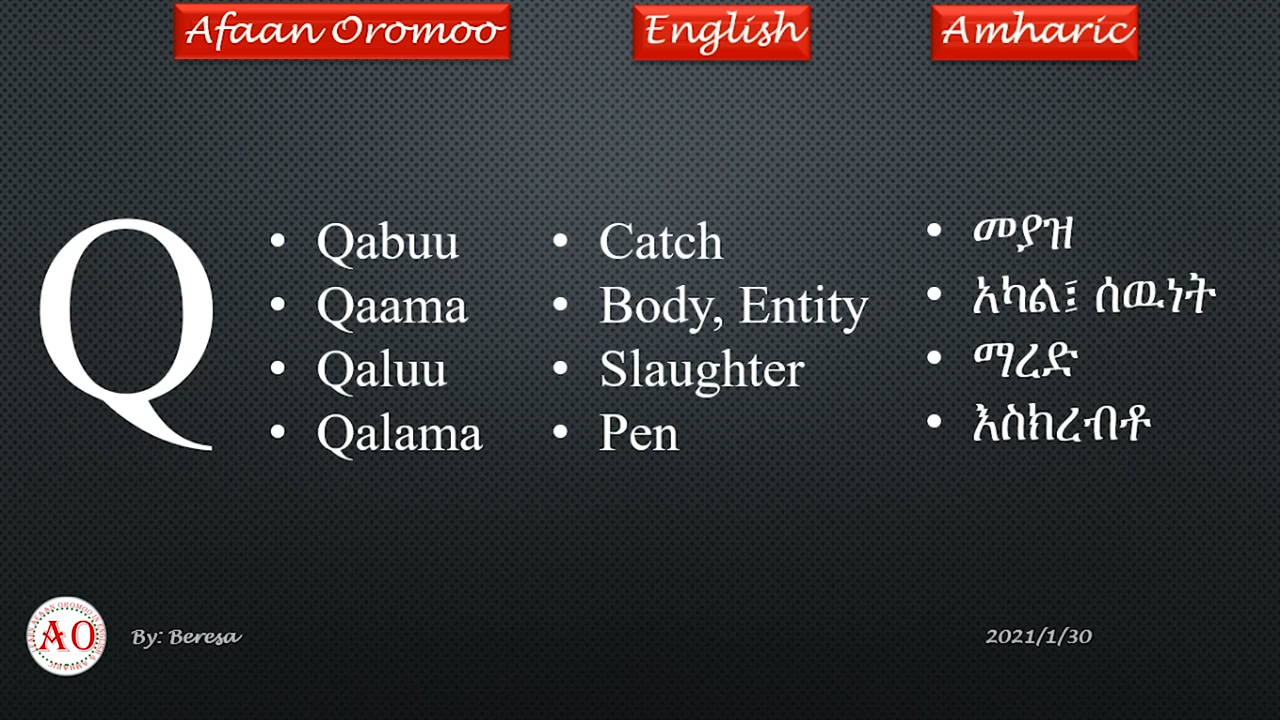 Afaan Oromoo English Amharic
Q
• Qabuu • Catch • መያዝ
• Qaama • Body, Entity • አካል፤ ሰዉነት
• Qaluu • Slaughter • ማረድ
• Qalama • Pen • እስክረብቶ
AO
By: Beresa 2021/1/30